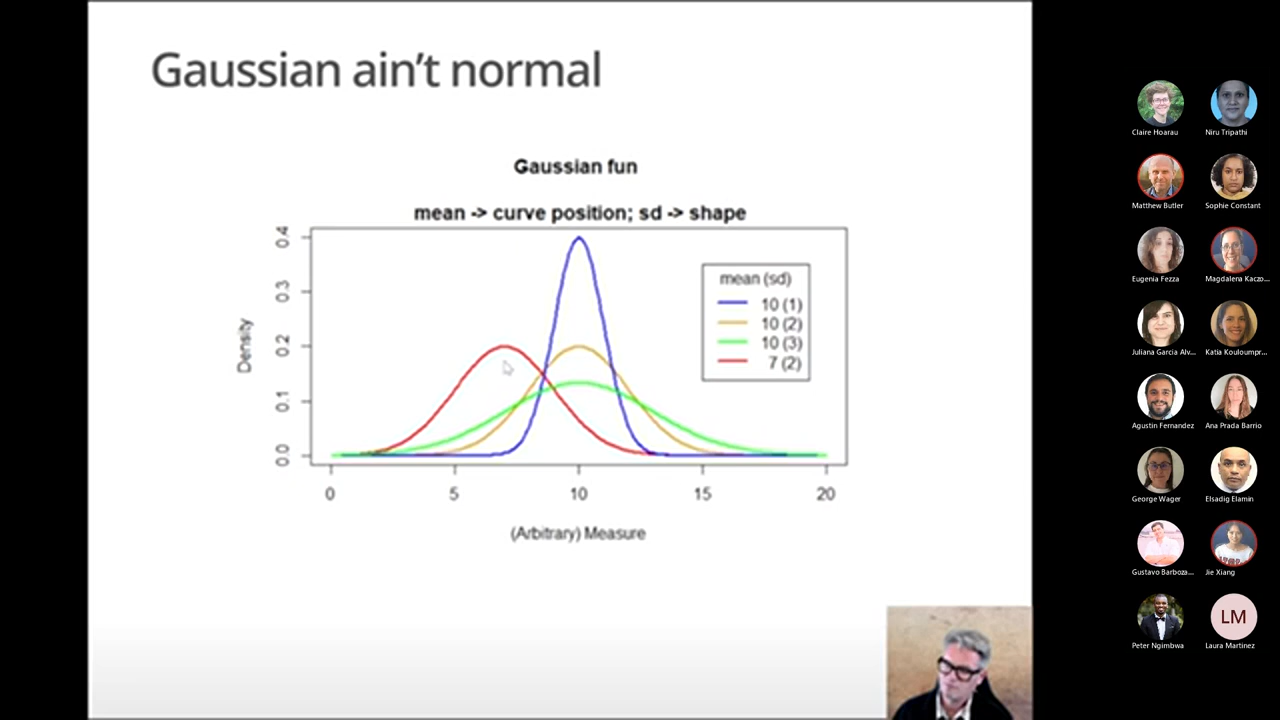 Gaussian ain't normal
Gaussian fun
mean -> curve position; sd -> shape
Density
0.0
0.1
0.2
0.3
0.4
mean (sd)
10 (1)
10 (2)
10 (3)
7 (2)
0 5 10 15 20
(Arbitrary) Measure
Claire Hoarau Niru Tripathi
Matthew Butler Sophie Constant
Eugenia Fezza Magdalena Kaczo...
Juliana Garcia Alv... Katia Kouloumpr...
Agustin Fernandez Ana Prada Barrio
George Wager Elsadig Elamin
Gustavo Barboza... Jie Xiang
LM
Peter Ngimbwa Laura Martinez